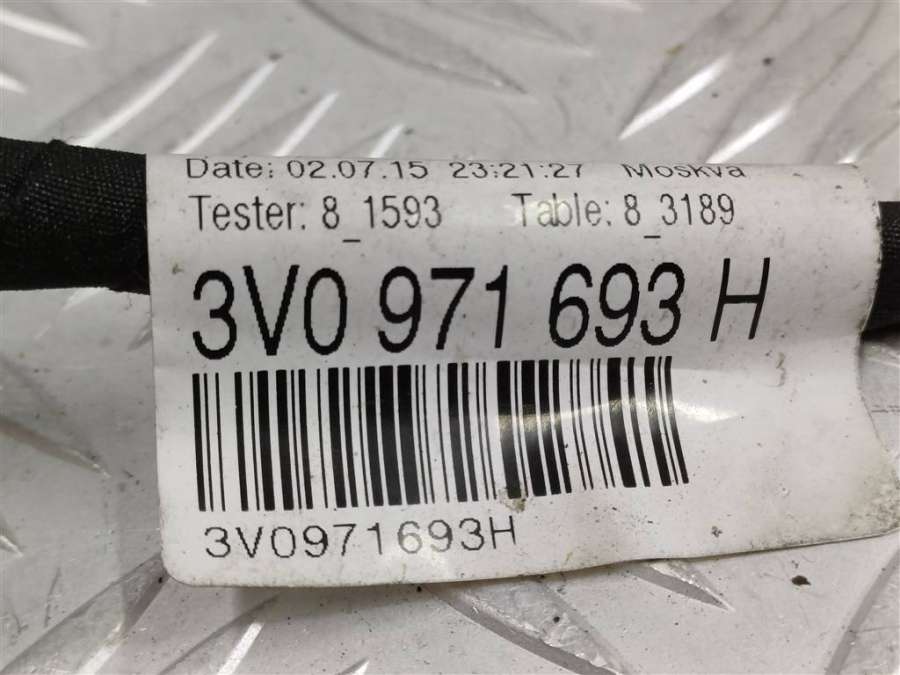 Date: 02.07.15 23:21:27 Moskva
Tester: 8_1593 Table: 8_3189
3V0 971 693 H
3V0971693H